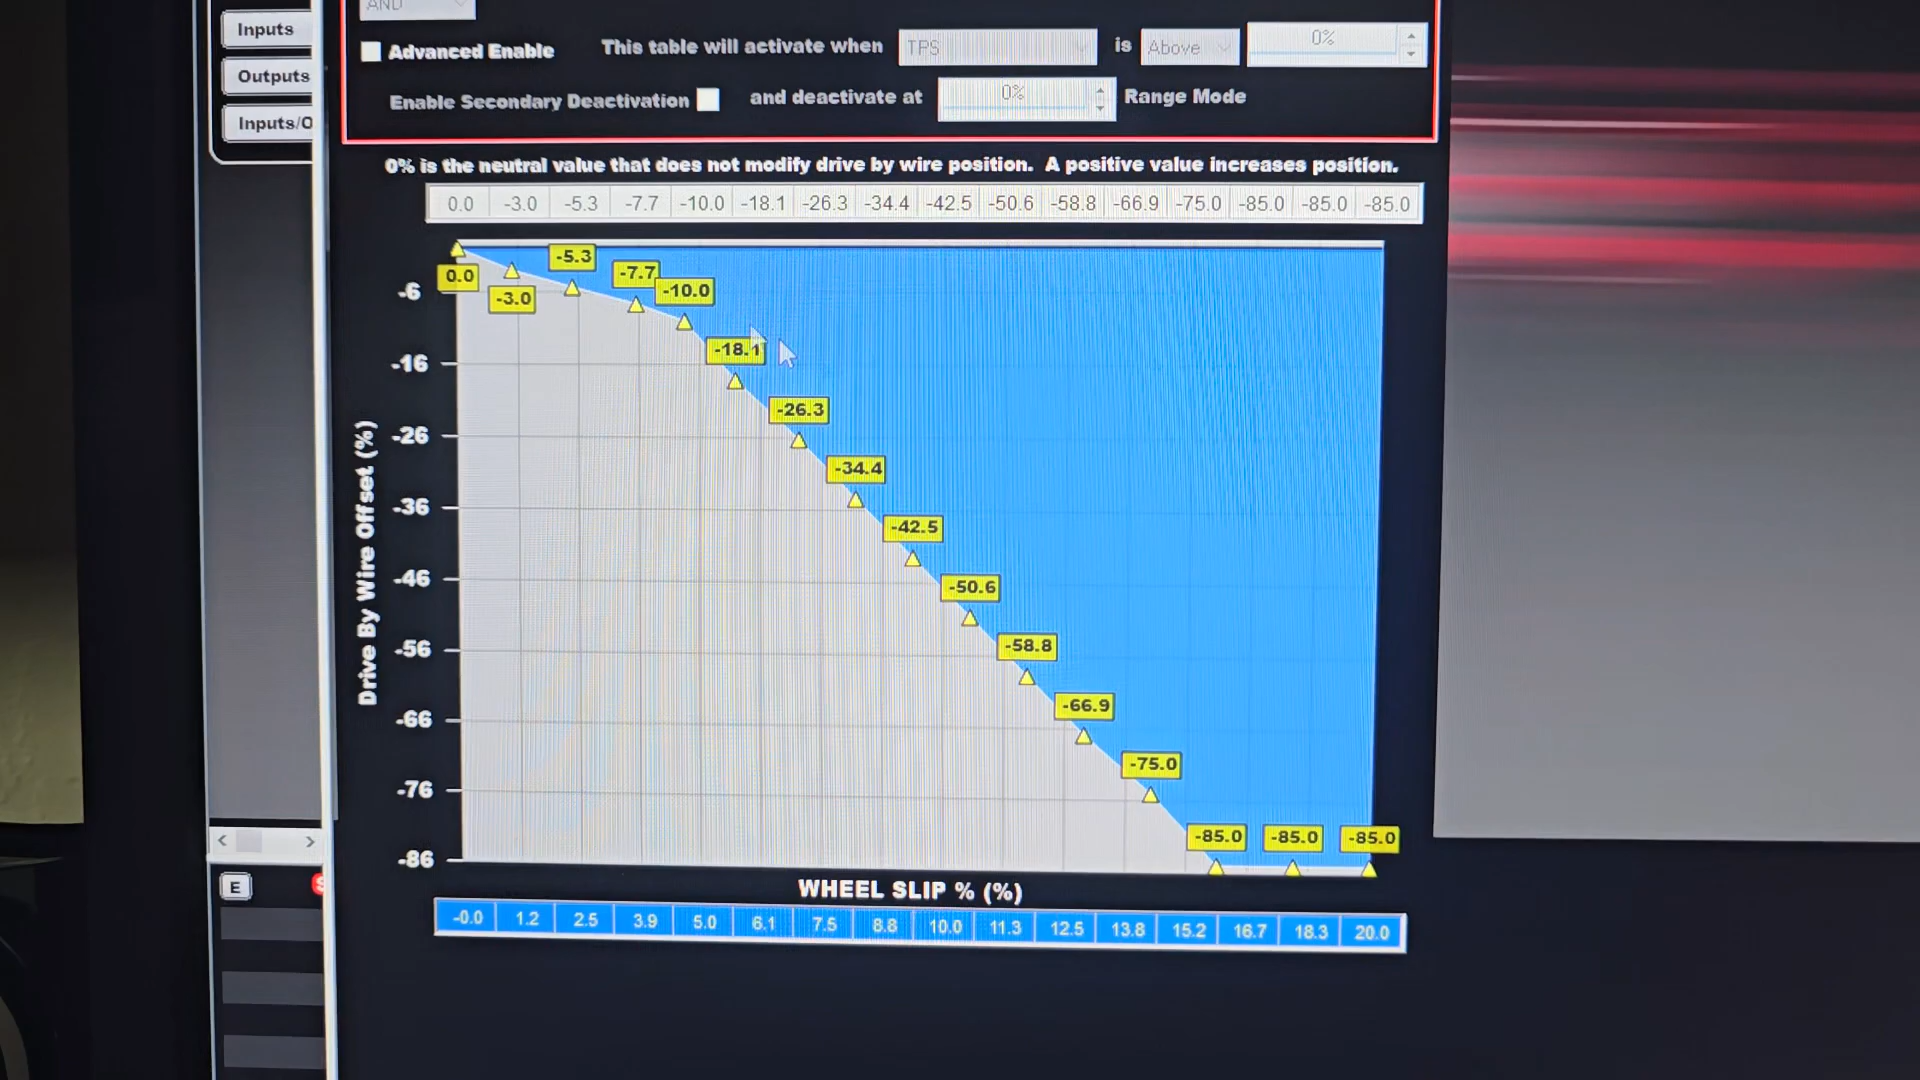 AND
Inputs
Advanced Enable This table will activate when TPS is Above 0%
Outputs
Enable Secondary Deactivation and deactivate at 0% Range Mode
Inputs/O
0% is the neutral value that does not modify drive by wire position. A positive value increases position.
0.0 -3.0 -5.3 -7.7 -10.0 -18.1 -26.3 -34.4 -42.5 -50.6 -58.8 -66.9 -75.0 -85.0 -85.0 -85.0
0.0
-3.0
-5.3
-7.7
-10.0
-18.1
-26.3
-34.4
-42.5
-50.6
-58.8
-66.9
-75.0
-85.0
-85.0
-85.0
-6
-16
-26
-36
-46
-56
-66
-76
-86
Drive By Wire Offset (%)
WHEEL SLIP % (%)
-0.0 1.2 2.5 3.9 5.0 6.1 7.5 8.8 10.0 11.3 12.5 13.8 15.2 16.7 18.3 20.0
E